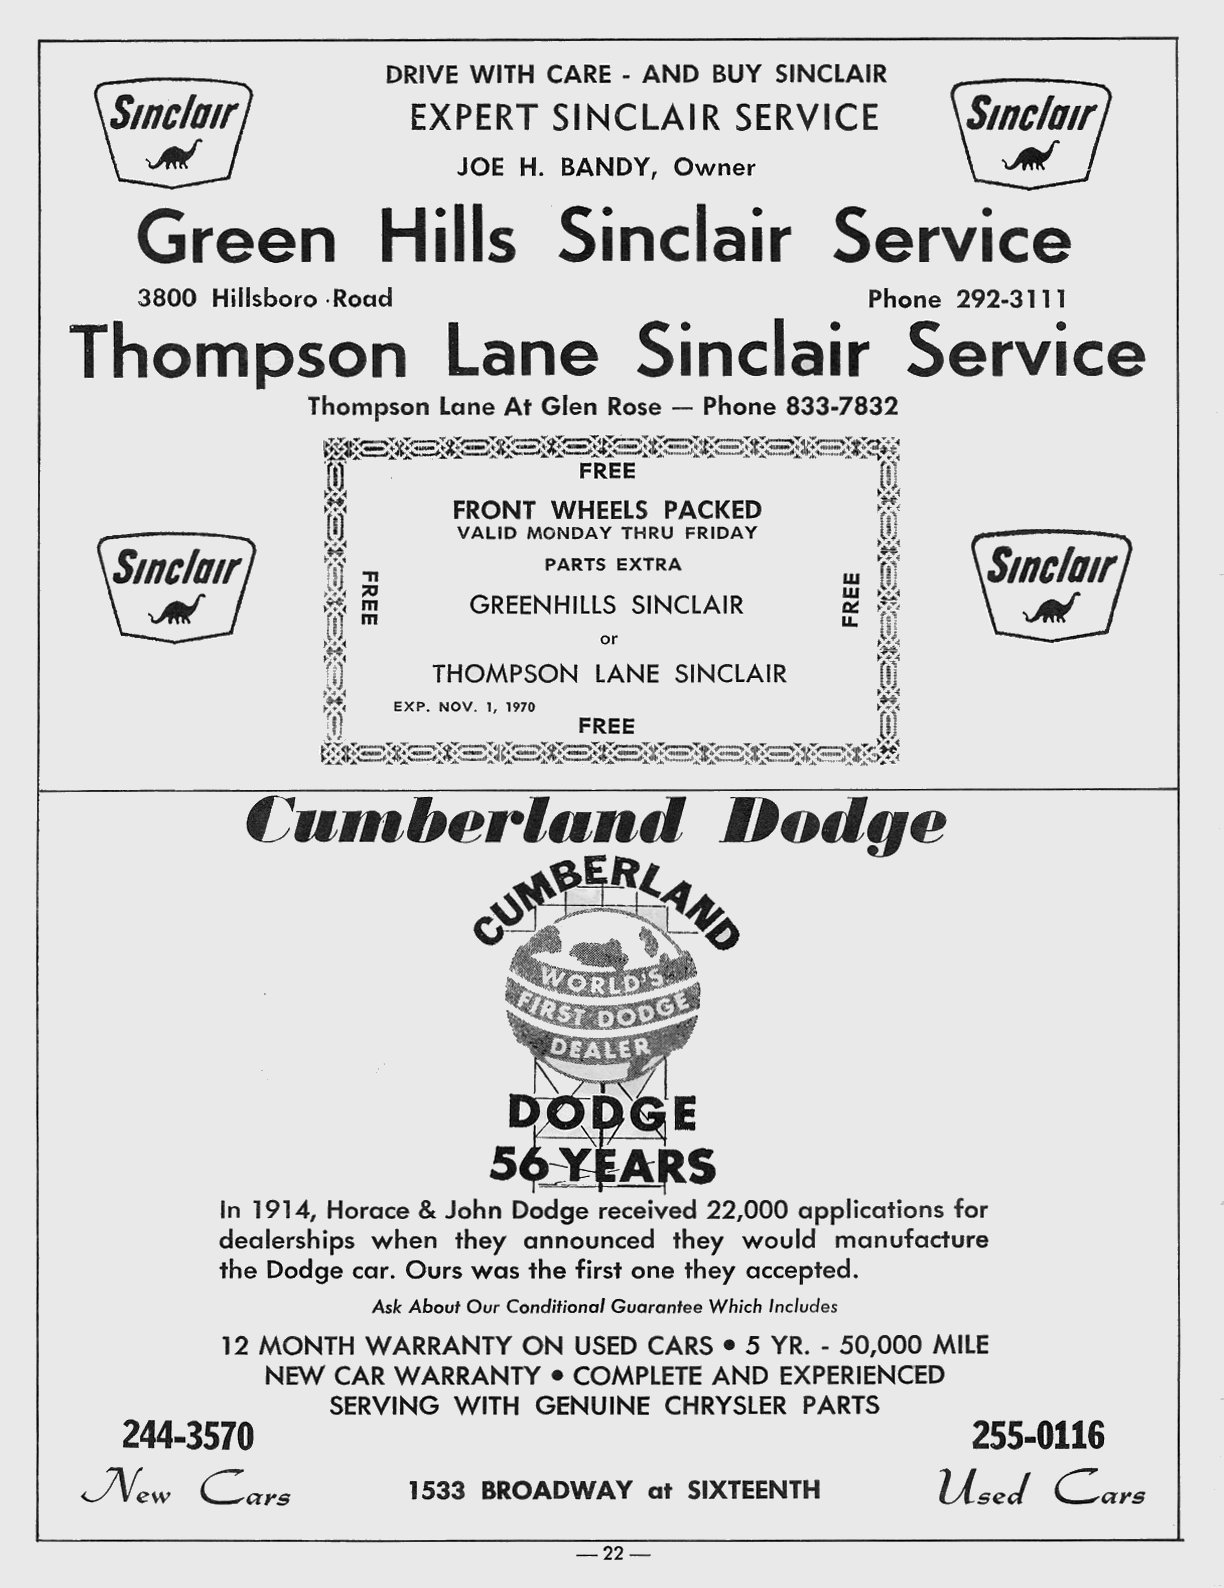 Sinclair
DRIVE WITH CARE - AND BUY SINCLAIR
EXPERT SINCLAIR SERVICE
JOE H. BANDY, Owner
Sinclair
Green Hills Sinclair Service
3800 Hillsboro Road
Phone 292-3111
Thompson Lane Sinclair Service
Thompson Lane At Glen Rose — Phone 833-7832
FREE
FRONT WHEELS PACKED
VALID MONDAY THRU FRIDAY
PARTS EXTRA
GREENHILLS SINCLAIR
or
THOMPSON LANE SINCLAIR
EXP. NOV. 1, 1970
FREE
FREE
FREE
Sinclair
Sinclair
Cumberland Dodge
CUMBERLAND
WORLD'S
FIRST DODGE
DEALER
DODGE
56 YEARS
In 1914, Horace & John Dodge received 22,000 applications for
dealerships when they announced they would manufacture
the Dodge car. Ours was the first one they accepted.
Ask About Our Conditional Guarantee Which Includes
12 MONTH WARRANTY ON USED CARS • 5 YR. - 50,000 MILE
NEW CAR WARRANTY • COMPLETE AND EXPERIENCED
SERVING WITH GENUINE CHRYSLER PARTS
244-3570
New Cars
1533 BROADWAY at SIXTEENTH
255-0116
Used Cars
— 22 —